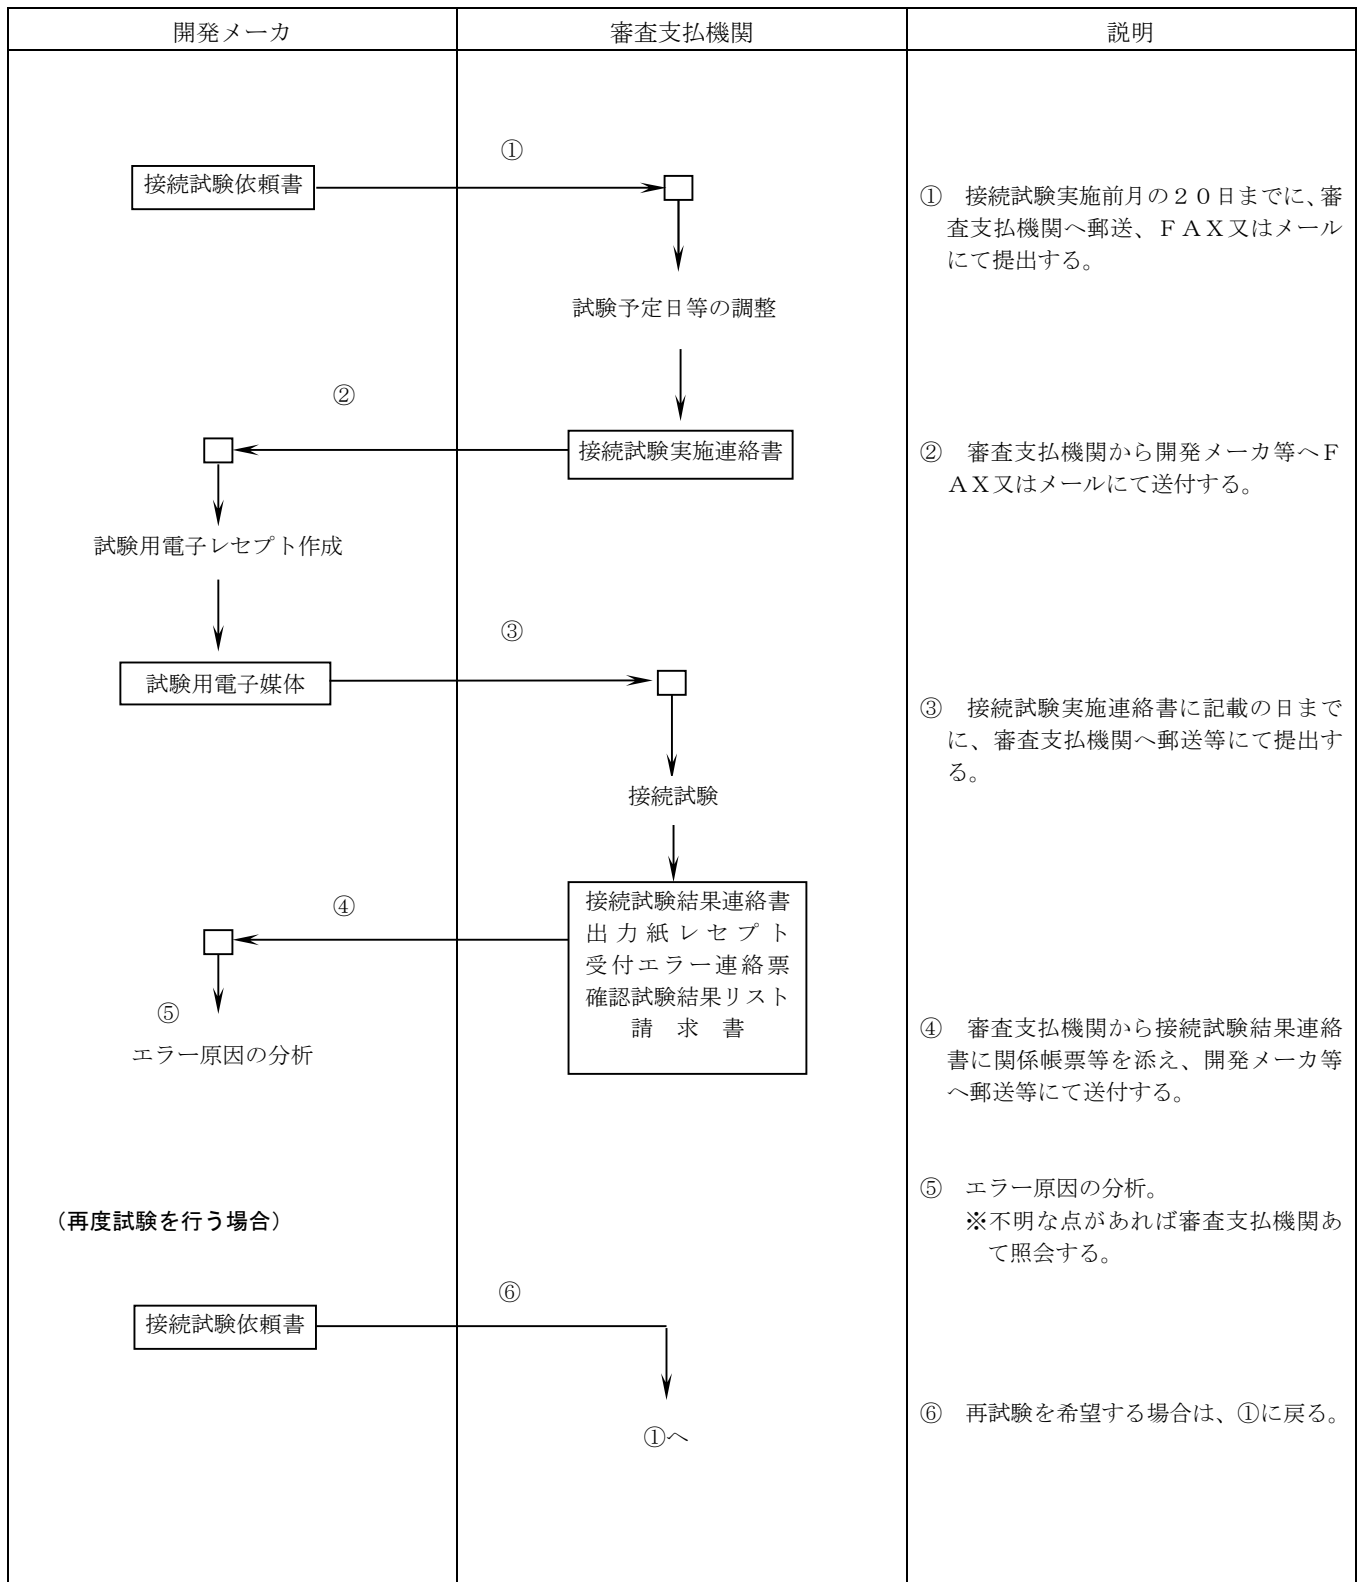 開発メーカ
審査支払機関
説明
①
接続試験依頼書
① 接続試験実施前月の２０日までに、審
査支払機関へ郵送、ＦＡＸ又はメール
にて提出する。
試験予定日等の調整
②
接続試験実施連絡書
② 審査支払機関から開発メーカ等へＦ
ＡＸ又はメールにて送付する。
試験用電子レセプト作成
③
試験用電子媒体
③ 接続試験実施連絡書に記載の日まで
に、審査支払機関へ郵送等にて提出す
る。
接続試験
④
接続試験結果連絡書
出力紙レセプト
受付エラー連絡票
確認試験結果リスト
請求書
⑤
エラー原因の分析
④ 審査支払機関から接続試験結果連絡
書に関係帳票等を添え、開発メーカ等
へ郵送等にて送付する。
⑤ エラー原因の分析。
※不明な点があれば審査支払機関あ
て照会する。
（再度試験を行う場合）
⑥
接続試験依頼書
⑥ 再試験を希望する場合は、①に戻る。
①へ